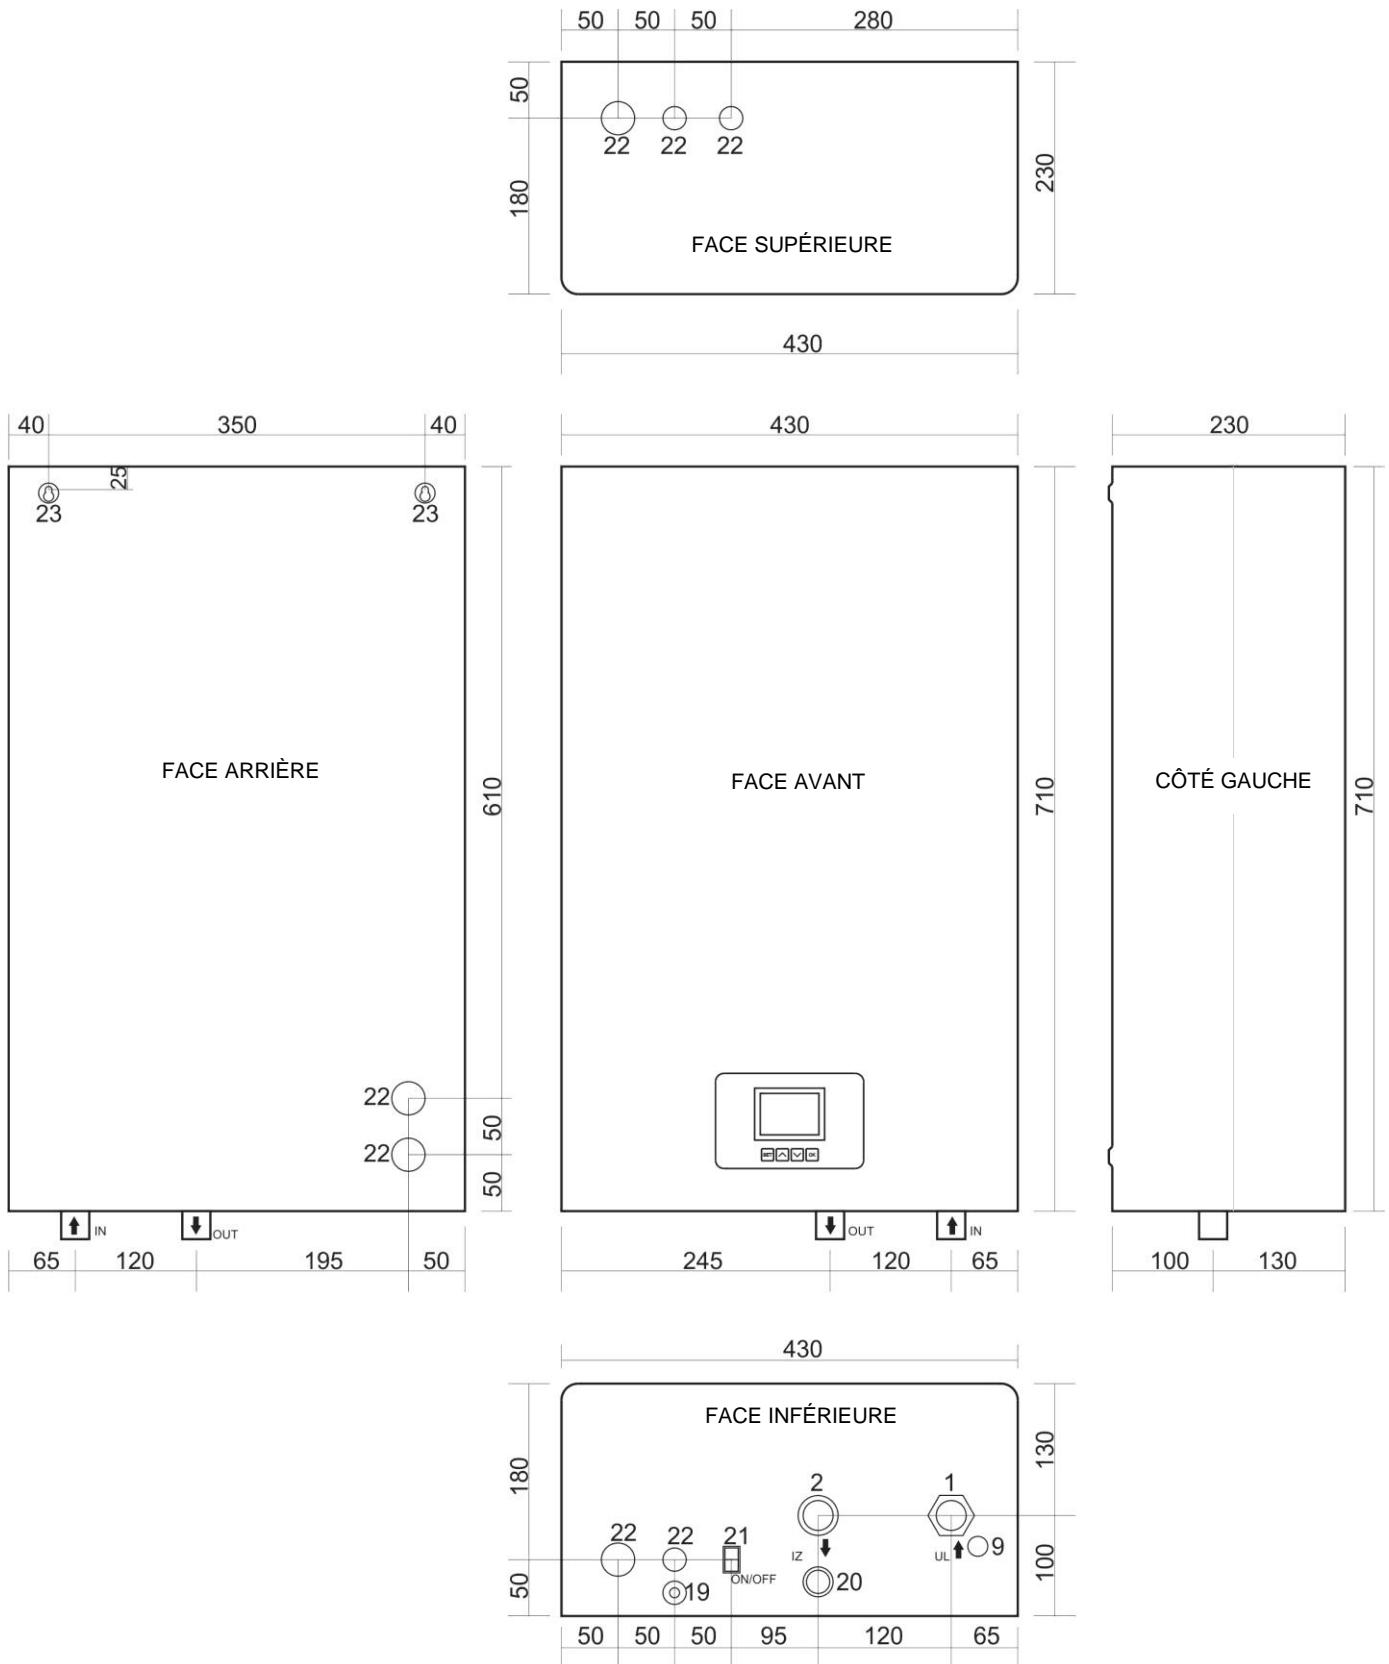 50 50 50 280
50
22 22 22
180
230
FACE SUPÉRIEURE
430
40 350 40
25
23 23
FACE ARRIÈRE
610
22
50
22
50
IN OUT
65 120 195 50
430
FACE AVANT
710
SET OK
OUT IN
245 120 65
230
CÔTÉ GAUCHE
710
100 130
430
FACE INFÉRIEURE
180
130
2 1
22 22 21
IZ UL 9
ON/OFF
50
19 20
100
50 50 50 95 120 65